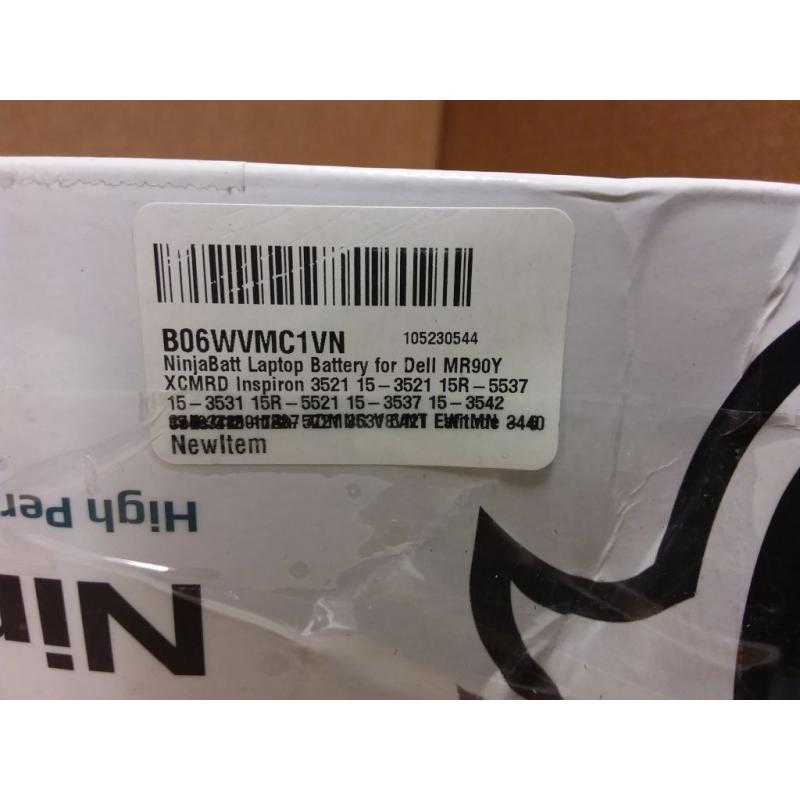 B06WVMC1VN 105230544
NinjaBatt Laptop Battery for Dell MR90Y
XCMRD Inspiron 3521 15-3521 15R-5537
15-3531 15R-5521 15-3537 15-3542
NewItem
High Per
Nin